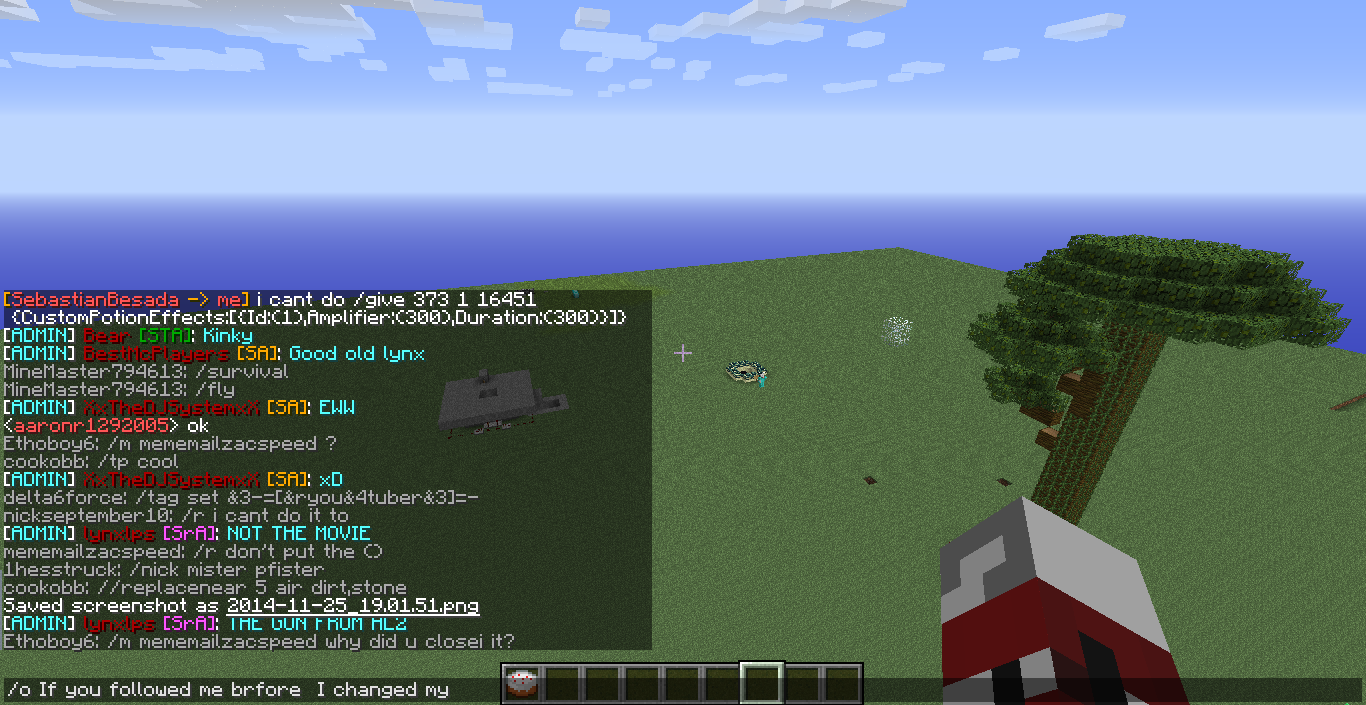 [SebastianBesada -> me] i cant do /give 373 1 16451
{CustomPotionEffects:[{Id:(1),Amplifier:(300),Duration:(300)}]}
[ADMIN] Bear [STA]: Kinky
[ADMIN] BestMcPlayers [SA]: Good old lynx
MineMaster794613: /survival
MineMaster794613: /fly
[ADMIN] XxTheDJSystemxX [SA]: EWW
<aaronr1292005> ok
Ethoboy6: /m mememailzacspeed ?
cookobb: /tp cool
[ADMIN] XxTheDJSystemxX [SA]: xD
delta6force: /tag set &3-=[&ryou&4tuber&3]=-
nickseptember10: /r i cant do it to
[ADMIN] lynxlps [SrA]: NOT THE MOVIE
mememailzacspeed: /r don't put the ()
1hesstruck: /nick mister pfister
cookobb: //replacenear 5 air dirt,stone
Saved screenshot as 2014-11-25_19.01.51.png
[ADMIN] lynxlps [SrA]: THE GUN FROM HL2
Ethoboy6: /m mememailzacspeed why did u closei it?
/o If you followed me brfore  I changed my